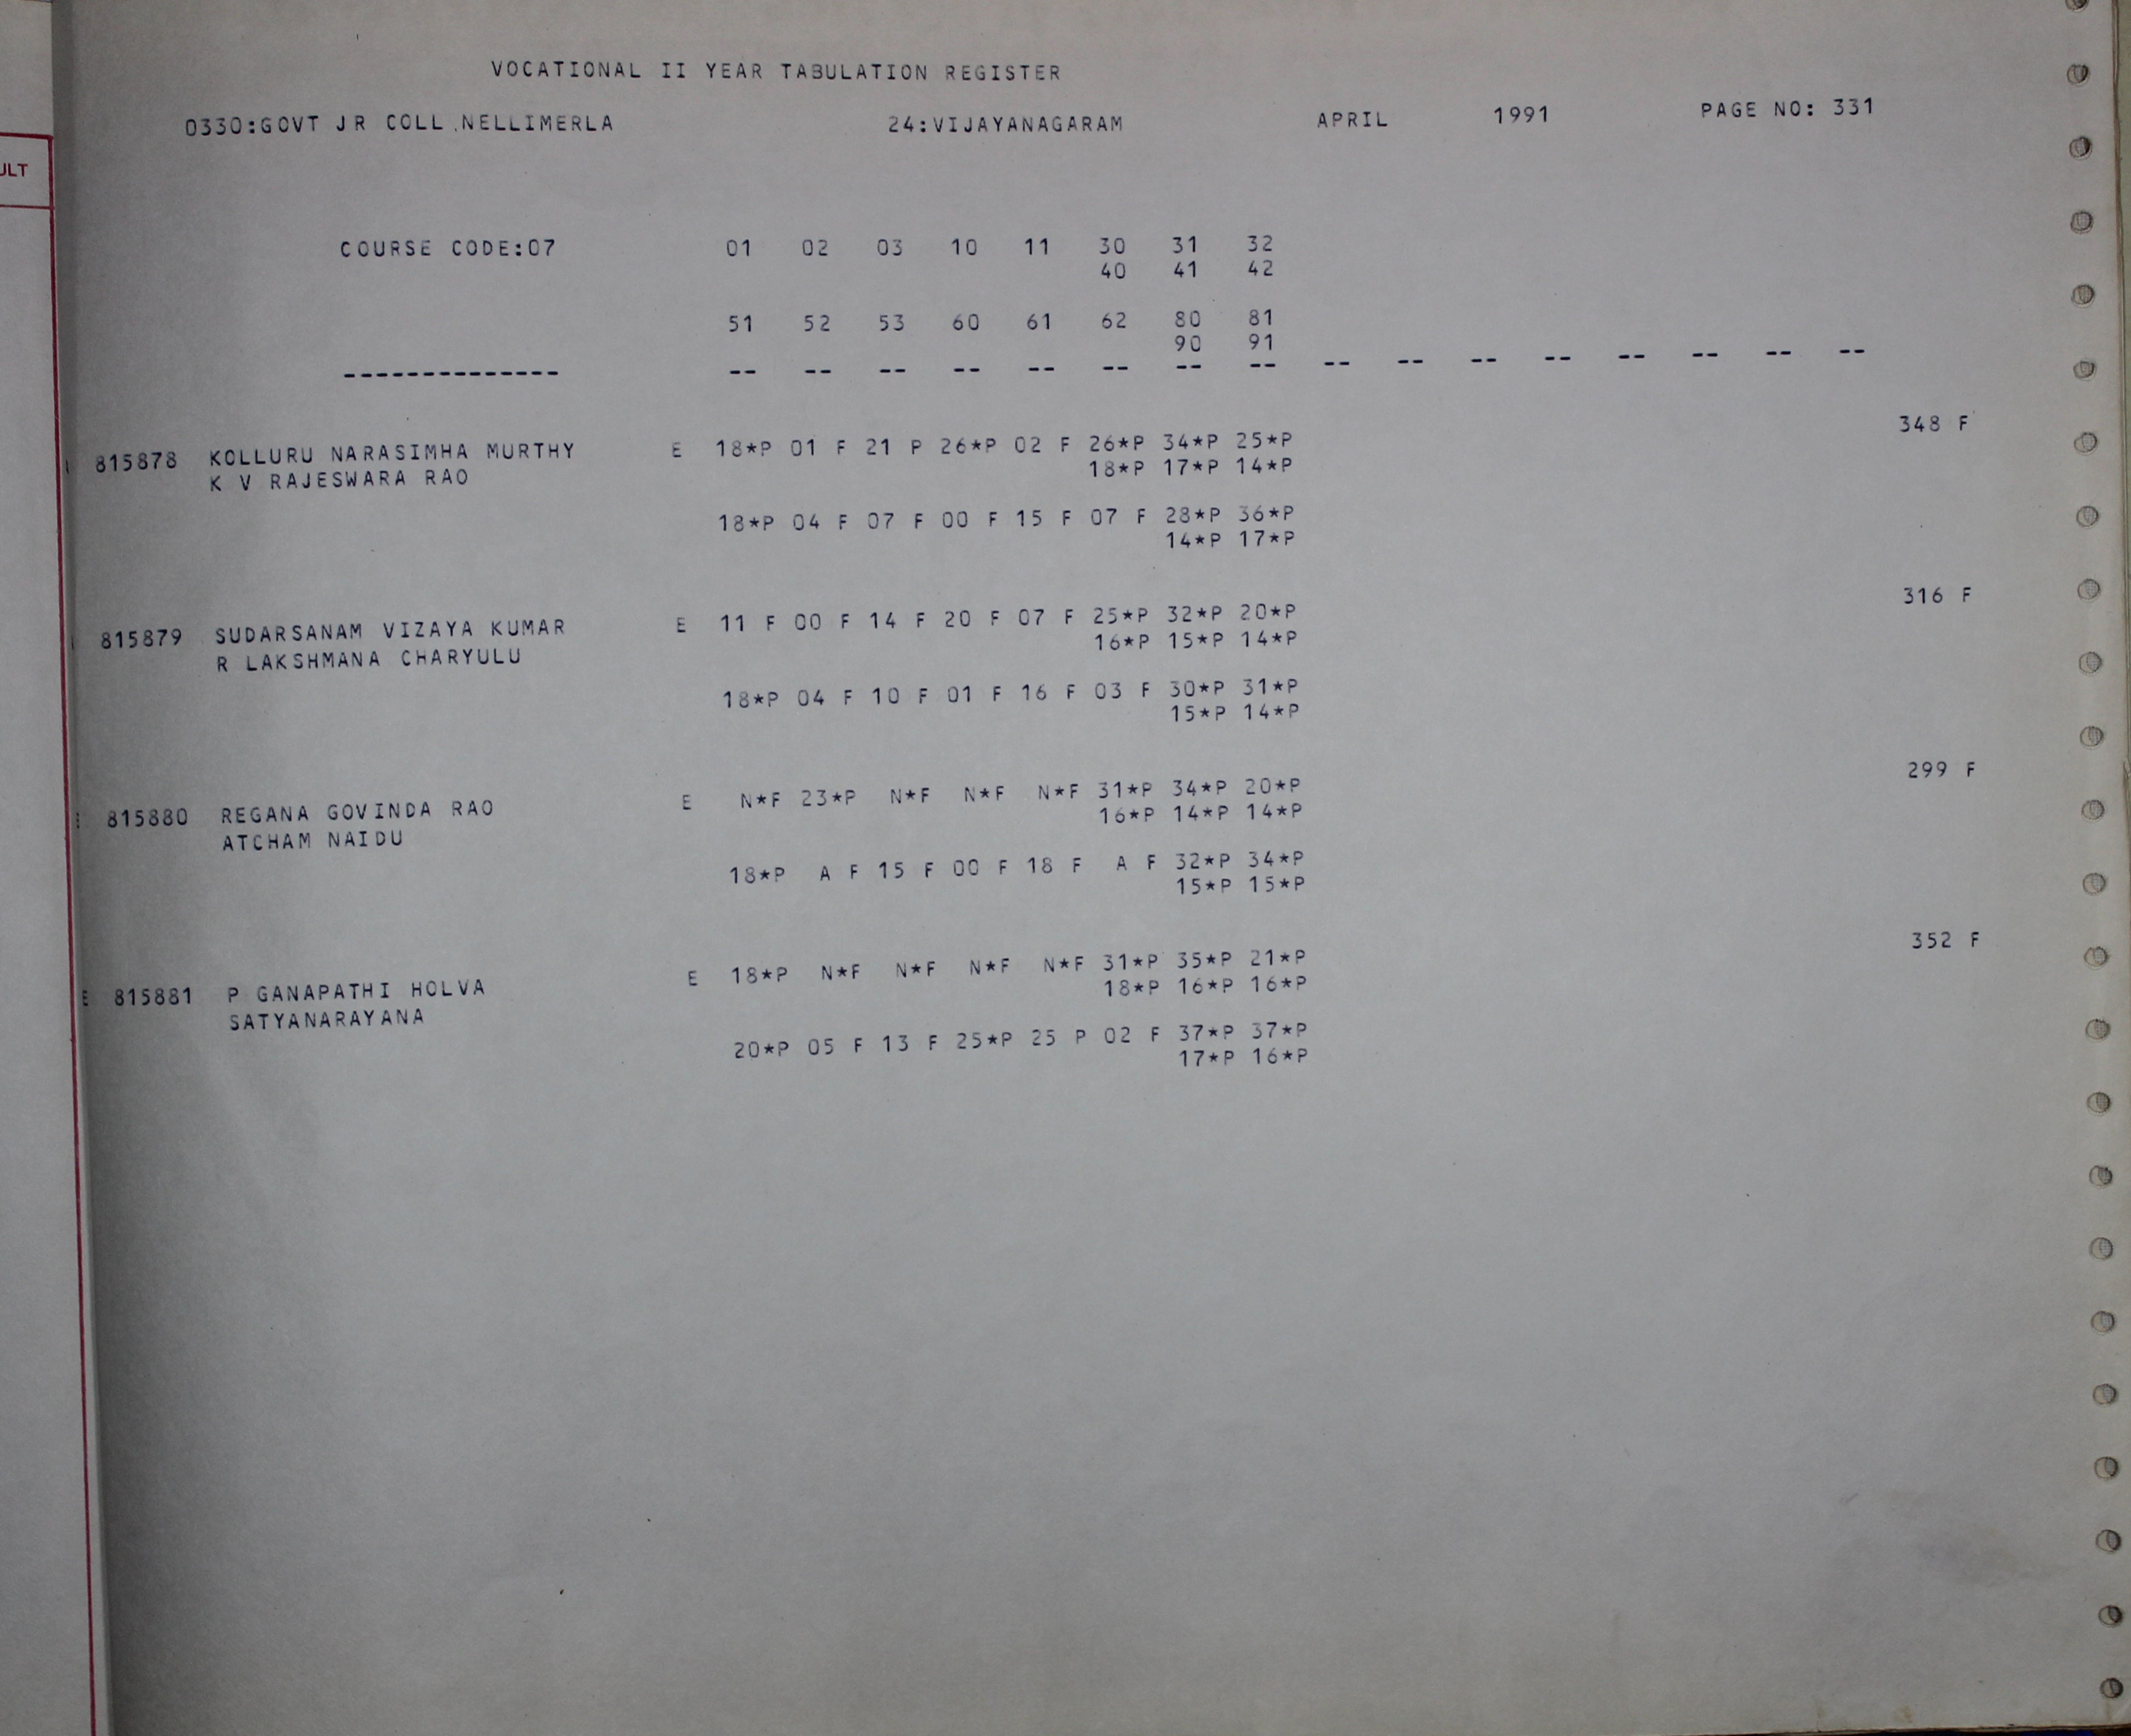 VOCATIONAL II YEAR TABULATION REGISTER
0330:GOVT JR COLL.NELLIMERLA 24:VIJAYANAGARAM APRIL 1991 PAGE NO: 331
ULT
COURSE CODE:07 01 02 03 10 11 30 31 32
40 41 42
51 52 53 60 61 62 80 81
90 91
-------------- -- -- -- -- -- -- -- -- -- -- -- -- -- -- -- --
815878 KOLLURU NARASIMHA MURTHY E 18*P 01 F 21 P 26*P 02 F 26*P 34*P 25*P 348 F
K V RAJESWARA RAO 18*P 17*P 14*P
18*P 04 F 07 F 00 F 15 F 07 F 28*P 36*P
14*P 17*P
815879 SUDARSANAM VIZAYA KUMAR E 11 F 00 F 14 F 20 F 07 F 25*P 32*P 20*P 316 F
R LAKSHMANA CHARYULU 16*P 15*P 14*P
18*P 04 F 10 F 01 F 16 F 03 F 30*P 31*P
15*P 14*P
815880 REGANA GOVINDA RAO E N*F 23*P N*F N*F N*F 31*P 34*P 20*P 299 F
ATCHAM NAIDU 16*P 14*P 14*P
18*P A F 15 F 00 F 18 F A F 32*P 34*P
15*P 15*P
E 815881 P GANAPATHI HOLVA E 18*P N*F N*F N*F N*F 31*P 35*P 21*P 352 F
SATYANARAYANA 18*P 16*P 16*P
20*P 05 F 13 F 25*P 25 P 02 F 37*P 37*P
17*P 16*P